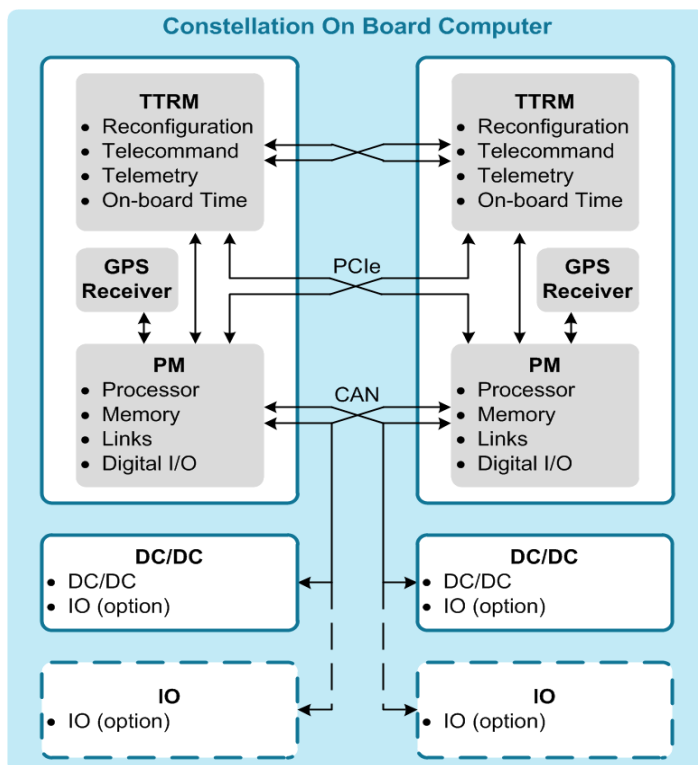 Constellation On Board Computer
TTRM
• Reconfiguration
• Telecommand
• Telemetry
• On-board Time
TTRM
• Reconfiguration
• Telecommand
• Telemetry
• On-board Time
PCIe
GPS
Receiver
GPS
Receiver
PM
• Processor
• Memory
• Links
• Digital I/O
CAN
PM
• Processor
• Memory
• Links
• Digital I/O
DC/DC
• DC/DC
• IO (option)
DC/DC
• DC/DC
• IO (option)
IO
• IO (option)
IO
• IO (option)